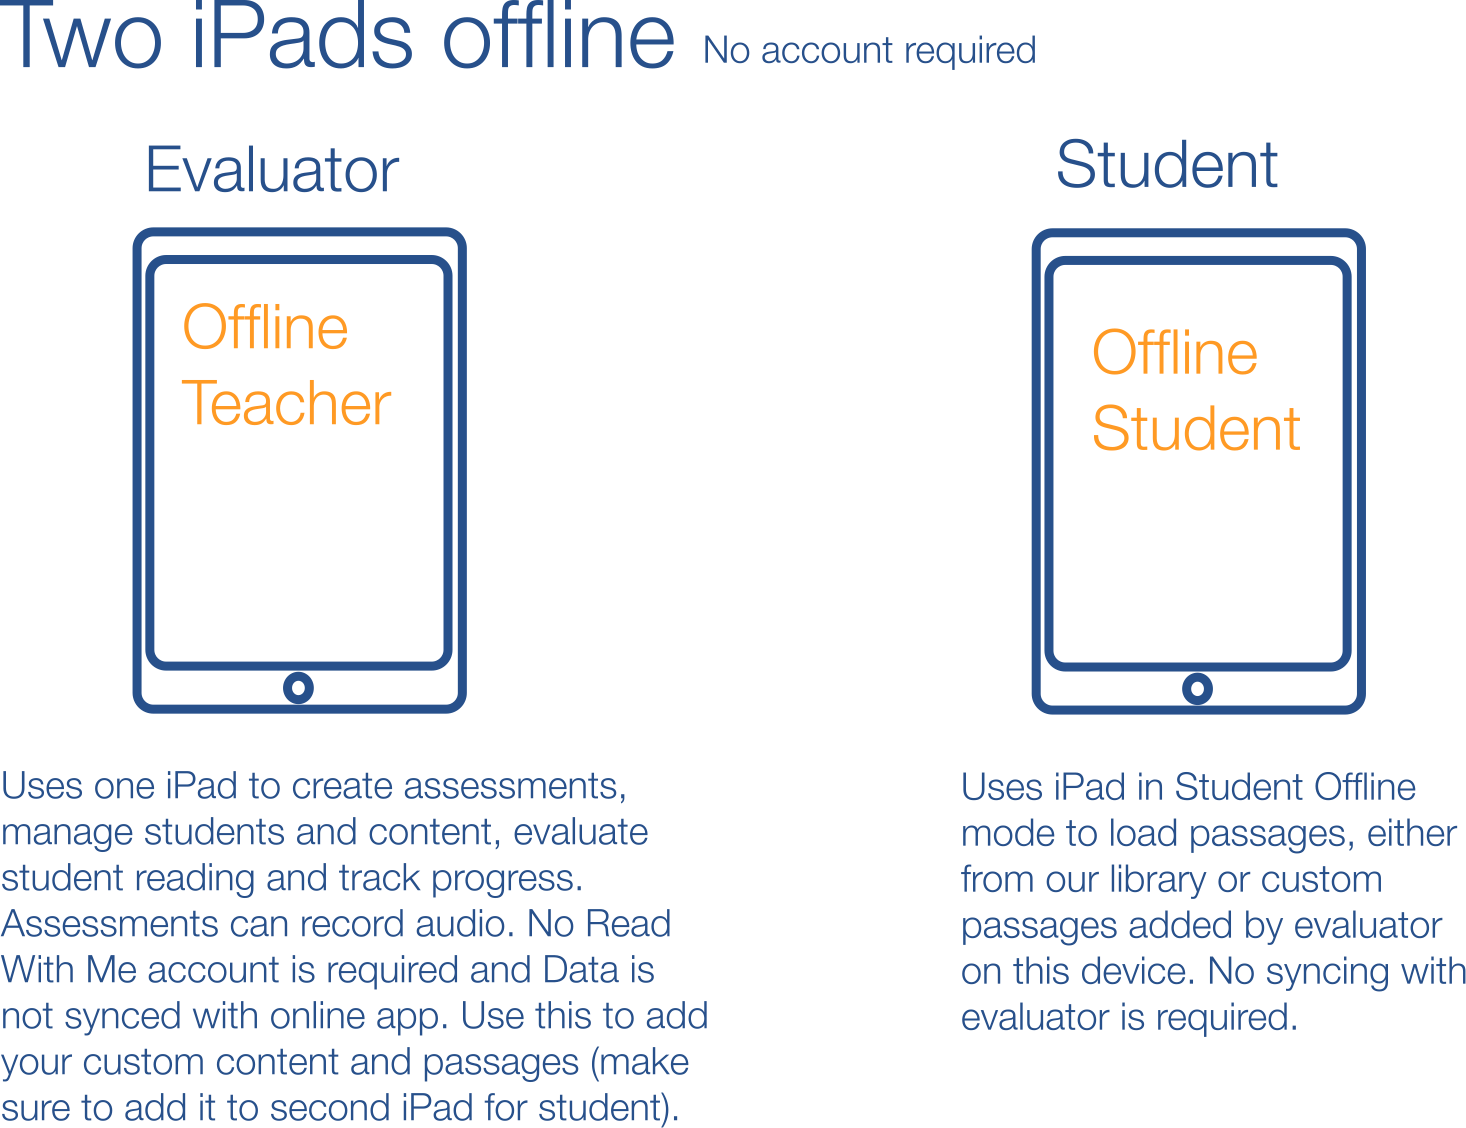 Two iPads offline No account required
Evaluator
Offline
Teacher
Uses one iPad to create assessments,
manage students and content, evaluate
student reading and track progress.
Assessments can record audio. No Read
With Me account is required and Data is
not synced with online app. Use this to add
your custom content and passages (make
sure to add it to second iPad for student).
Student
Offline
Student
Uses iPad in Student Offline
mode to load passages, either
from our library or custom
passages added by evaluator
on this device. No syncing with
evaluator is required.